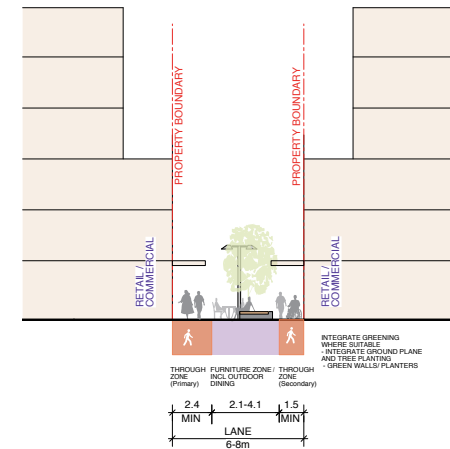 PROPERTY BOUNDARY
PROPERTY BOUNDARY
RETAIL/
COMMERCIAL
RETAIL/
COMMERCIAL
THROUGH
ZONE
(Primary)
FURNITURE ZONE /
INCL OUTDOOR
DINING
THROUGH
ZONE
(Secondary)
INTEGRATE GREENING
WHERE SUITABLE
- INTEGRATE GROUND PLANE
AND TREE PLANTING
- GREEN WALLS/ PLANTERS
2.4
MIN
2.1-4.1
1.5
MIN
LANE
6-8m